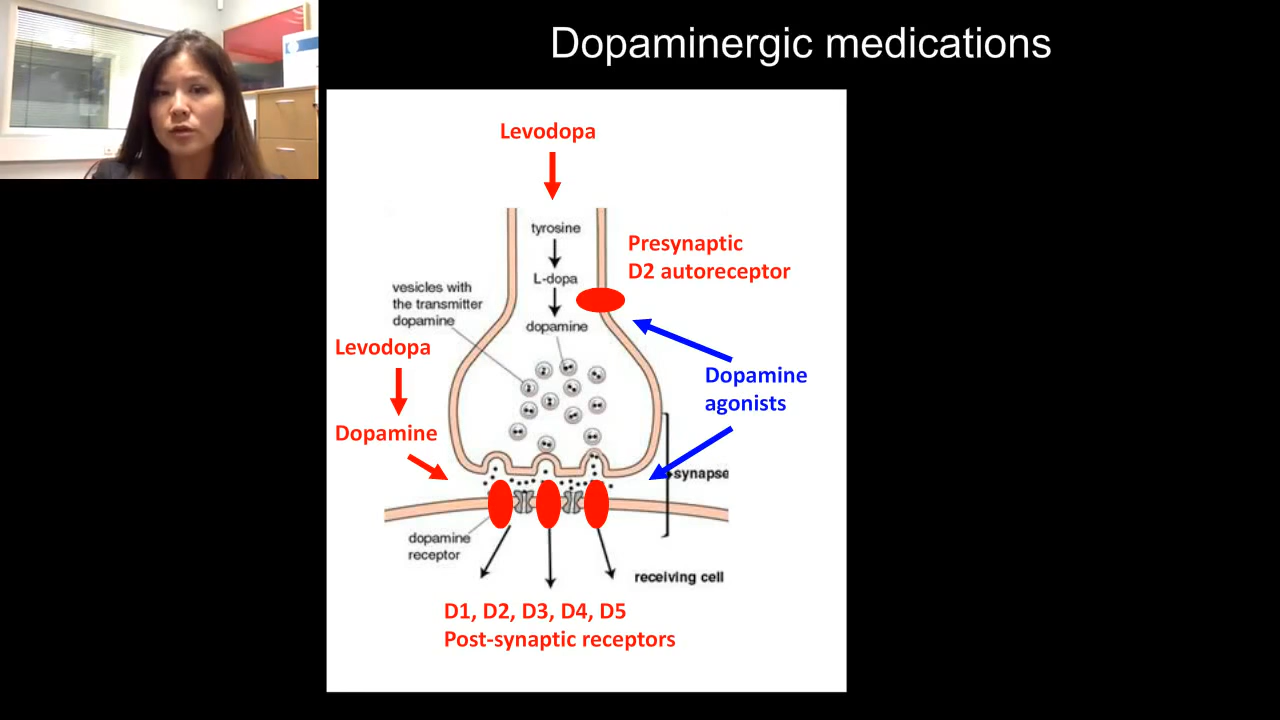 Dopaminergic medications
Levodopa
tyrosine
L-dopa
dopamine
Presynaptic
D2 autoreceptor
vesicles with
the transmitter
dopamine
Levodopa
Dopamine
Dopamine
agonists
synapse
dopamine
receptor
receiving cell
D1, D2, D3, D4, D5
Post-synaptic receptors